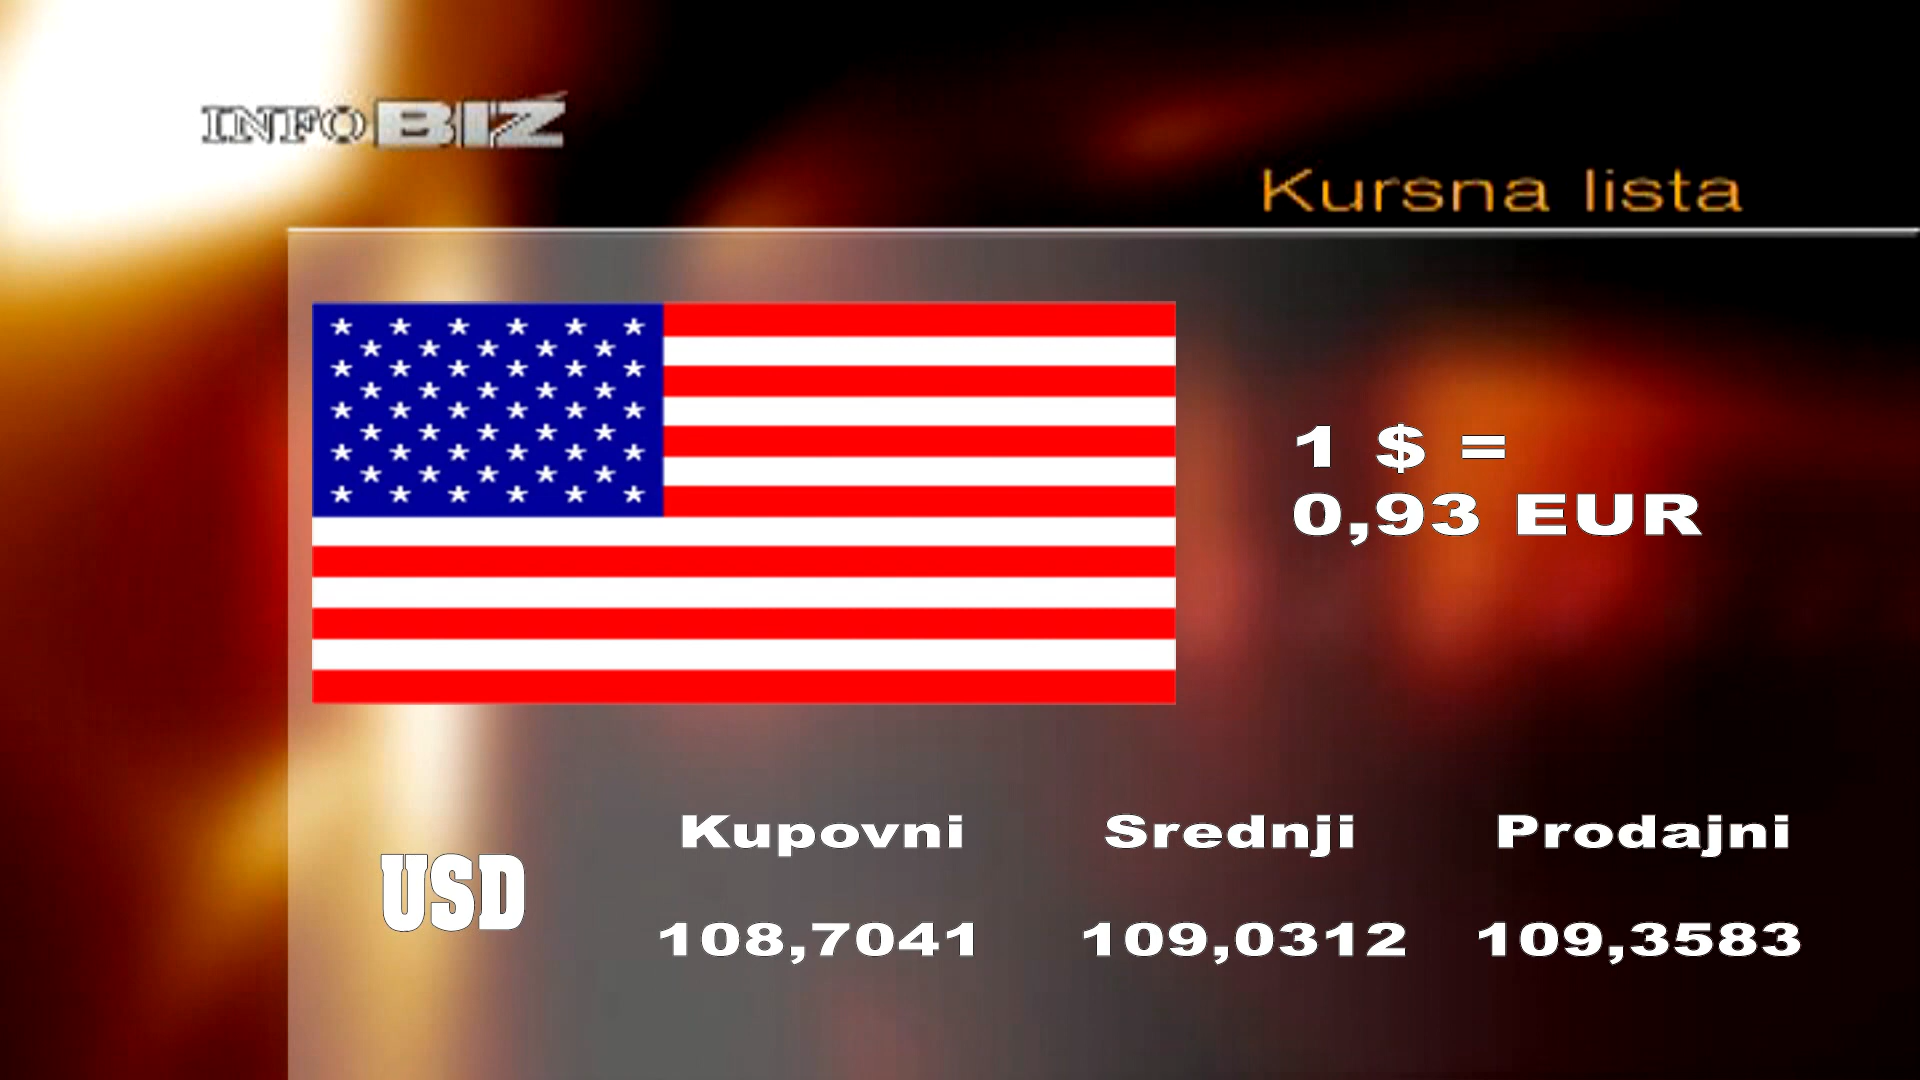 INFO BIZ
Kursna lista
1 $ =
0,93 EUR
Kupovni Srednji Prodajni
USD
108,7041 109,0312 109,3583